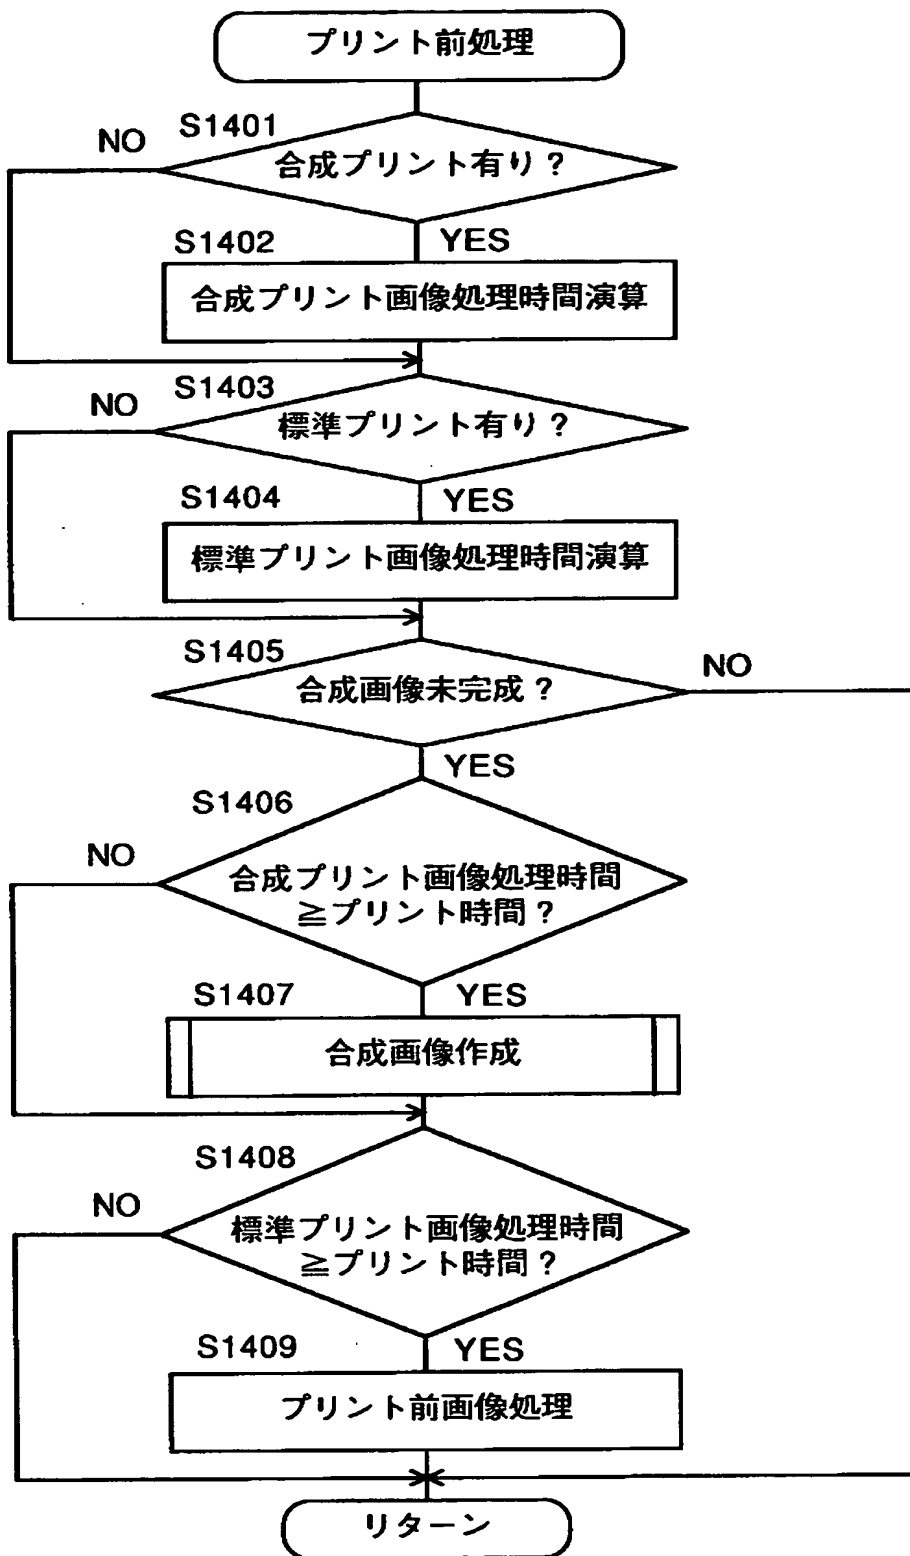 プリント前処理
S1401
NO
合成プリント有り?
YES
S1402
合成プリント画像処理時間演算
S1403
NO
標準プリント有り?
YES
S1404
標準プリント画像処理時間演算
S1405
NO
合成画像未完成?
YES
S1406
NO
合成プリント画像処理時間
≧プリント時間?
S1407
YES
合成画像作成
S1408
NO
標準プリント画像処理時間
≧プリント時間?
S1409
YES
プリント前画像処理
リターン